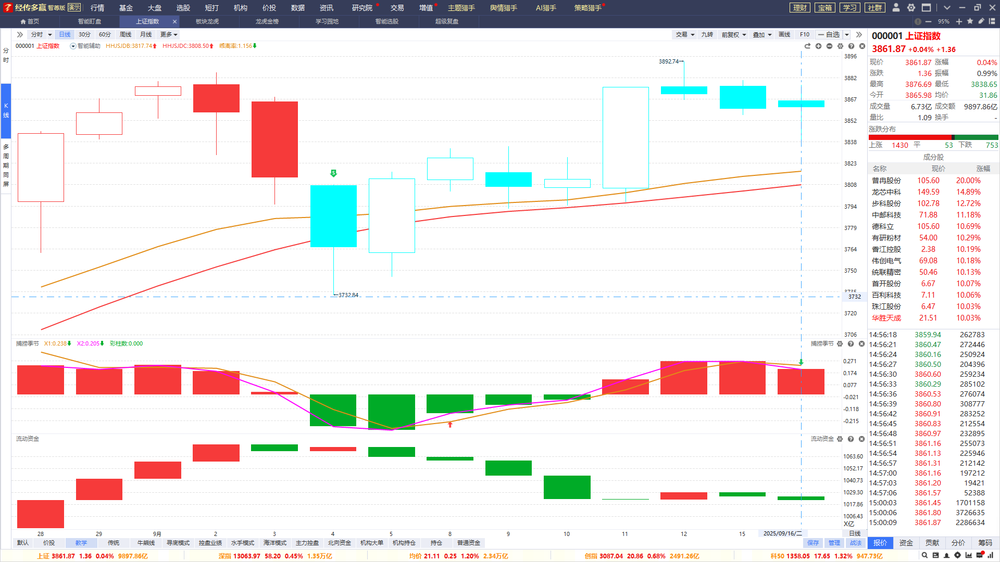 经传多赢 智尊版 演示 行情 基金 大盘 选股 短打 机构 价投 数据 资讯 研究院 交易 增值 主题猎手 舆情猎手 AI猎手 策略猎手 理财 宝箱 学习 社群
首页 智能盯盘 上证指数 板块龙虎 龙虎金榜 学习园地 智能选股 超级复盘 95%
分时 日线 30分 60分 周线 月线 更多 交易 九转 前复权 叠加 画线 F10 一 自选
000001 上证指数 智能辅助 HHJSJDB:3817.74 HHJSJDC:3808.50 乖离率:1.156
分时
K线
多周期同屏
3892.74
3732.84
S
3896
3882
3867
3852
3838
3823
3808
3794
3779
3764
3750
3735
3732
3720
3706
捕捞季节 X1:0.238 X2:0.205 彩柱数:0.000 捕捞季节
0.271
0.174
0.077
-0.021
-0.118
-0.215
流动资金 流动资金
1063.60
1052.17
1040.73
1029.30
1017.86
1006.43
X亿
28 29 9月 2 3 4 5 8 9 10 11 12 15 2025/09/16/二 日线
默认 价投 教学 传统 牛熊线 寻底模式 控盘业绩 水手模式 海洋模式 主力控盘 北向资金 机构大单 机构持仓 持仓 普通资金 保存 管理 战法
000001 上证指数
3861.87 +0.04% +1.36
现价 3861.87 涨幅 0.04%
涨跌 1.36 振幅 0.99%
最高 3876.69 最低 3838.65
今开 3865.98 均价 31.86
成交量 6.73亿 成交额 9897.86亿
量比 1.09 换手 -
涨跌分布
上涨 1430 平 53 下跌 753
成分股
名称 现价 涨幅
普冉股份 105.60 20.00%
龙芯中科 149.59 14.89%
步科股份 102.78 12.72%
中邮科技 71.88 11.18%
德科立 105.60 10.69%
有研粉材 54.00 10.29%
香江控股 2.38 10.19%
伟创电气 69.08 10.18%
统联精密 50.46 10.13%
首开股份 6.67 10.07%
百利科技 7.11 10.06%
珠江股份 6.47 10.03%
华胜天成 21.51 10.03%
14:56:18 3859.94 262783
14:56:21 3860.47 272446
14:56:24 3860.16 250924
14:56:27 3860.50 204396
14:56:30 3860.60 259234
14:56:33 3860.29 285102
14:56:36 3860.53 276074
14:56:39 3860.80 308777
14:56:42 3860.91 283252
14:56:45 3860.83 212554
14:56:48 3860.97 232895
14:56:51 3861.16 255073
14:56:54 3861.13 225946
14:56:57 3861.31 212142
14:57:00 3861.16 197212
14:57:03 3861.20 19421
14:57:06 3861.57 52388
15:00:03 3861.45 1701158
15:00:06 3861.80 3726635
15:00:09 3861.87 2286634
报价 资金 贡献 分价 筹码
上证 3861.87 1.36 0.04% 9897.86亿 深指 13063.97 58.20 0.45% 1.35万亿 均价 21.11 0.25 1.20% 2.34万亿 创指 3087.04 20.86 0.68% 2491.26亿 科50 1358.05 17.65 1.32% 947.73亿